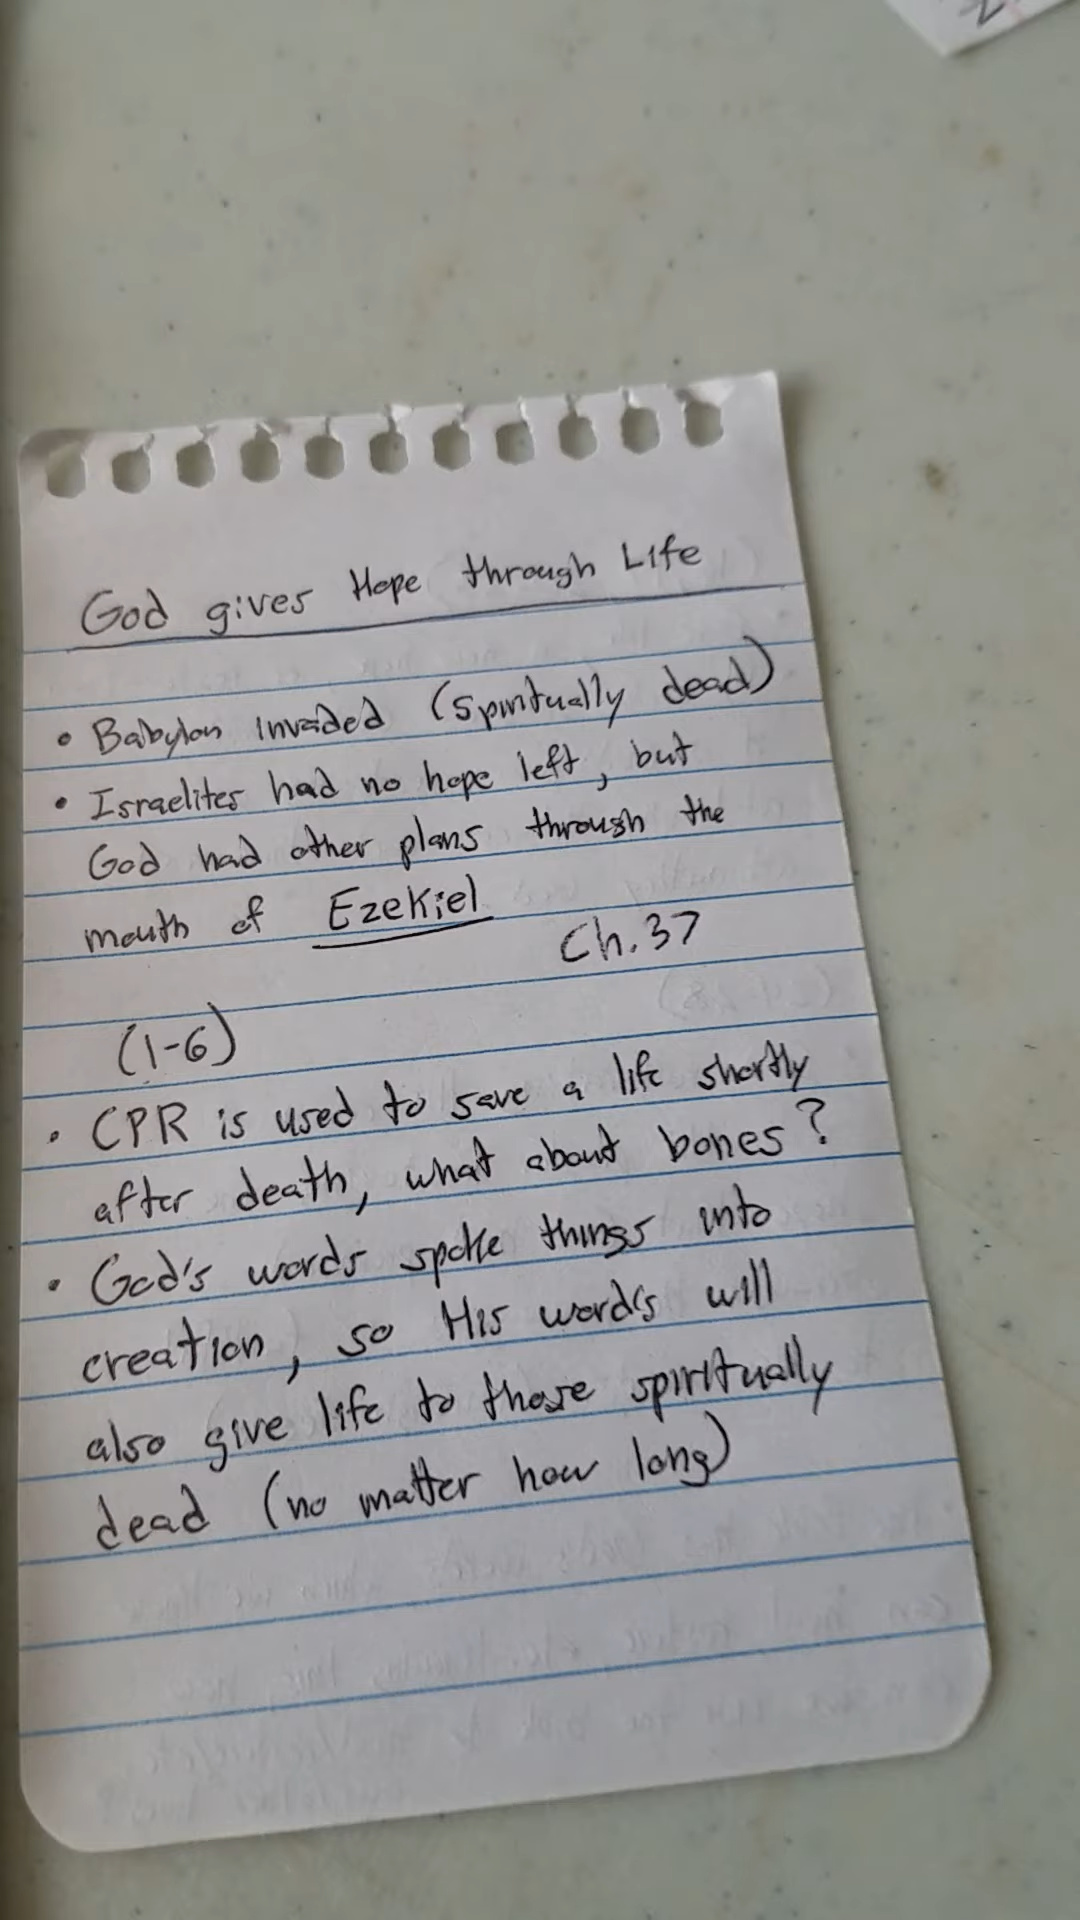 God gives Hope through Life
• Babylon invaded (spiritually dead)
• Israelites had no hope left, but
God had other plans through the
mouth of Ezekiel
Ch. 37
(1-6)
• CPR is used to save a life shortly
after death, what about bones?
• God's words spoke things into
creation, so His words will
also give life to those spiritually
dead (no matter how long)